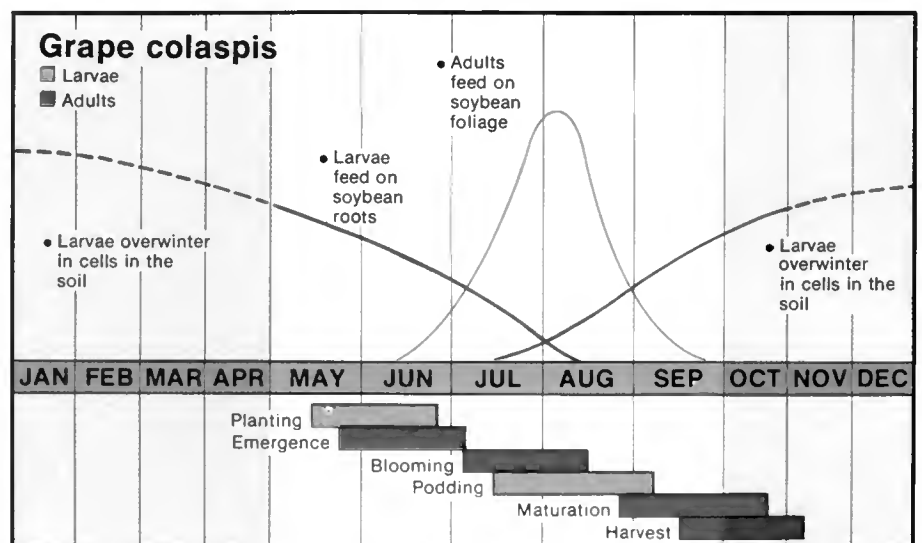 Grape colaspis
Larvae
Adults
• Adults
feed on
soybean
foliage
• Larvae
feed on
soybean
roots
• Larvae overwinter
in cells in the
soil
• Larvae
overwinter
in cells in the
soil
JAN FEB MAR APR MAY JUN JUL AUG SEP OCT NOV DEC
Planting
Emergence
Blooming
Podding
Maturation
Harvest